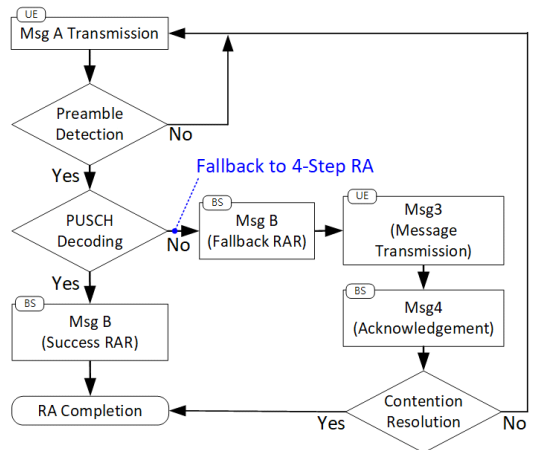 UE
Msg A Transmission
Preamble
Detection
No
Yes
Fallback to 4-Step RA
PUSCH
Decoding
No
BS
Msg B
(Fallback RAR)
UE
Msg3
(Message
Transmission)
Yes
BS
Msg B
(Success RAR)
BS
Msg4
(Acknowledgement)
RA Completion
Yes
Contention
Resolution
No